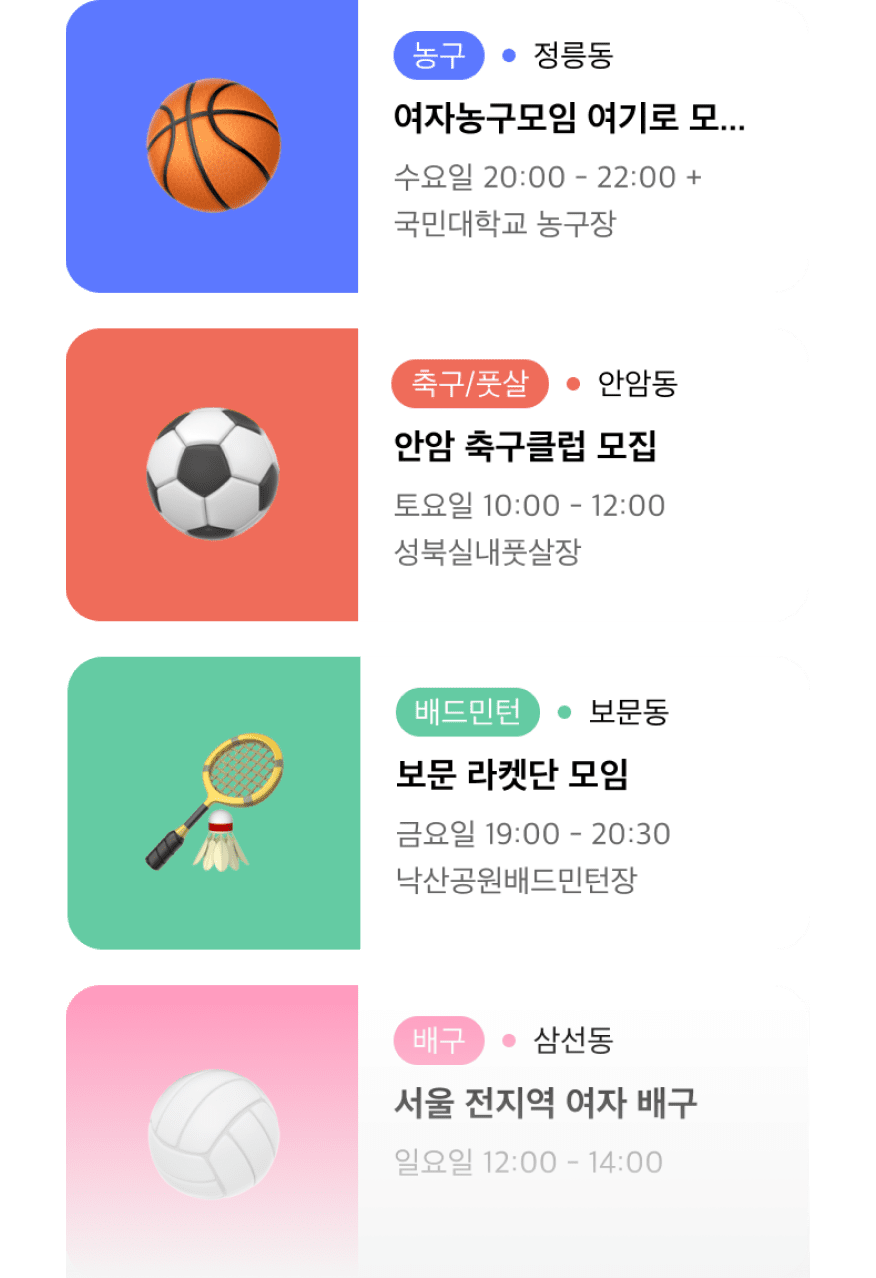 농구 • 정릉동
여자농구모임 여기로 모...
수요일 20:00 - 22:00 +
국민대학교 농구장
축구/풋살 • 안암동
안암 축구클럽 모집
토요일 10:00 - 12:00
성북실내풋살장
배드민턴 • 보문동
보문 라켓단 모임
금요일 19:00 - 20:30
낙산공원배드민턴장
배구 • 삼선동
서울 전지역 여자 배구
일요일 12:00 - 14:00